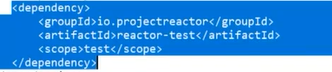 <dependency>
<groupId>io.projectreactor</groupId>
<artifactId>reactor-test</artifactId>
<scope>test</scope>
</dependency>